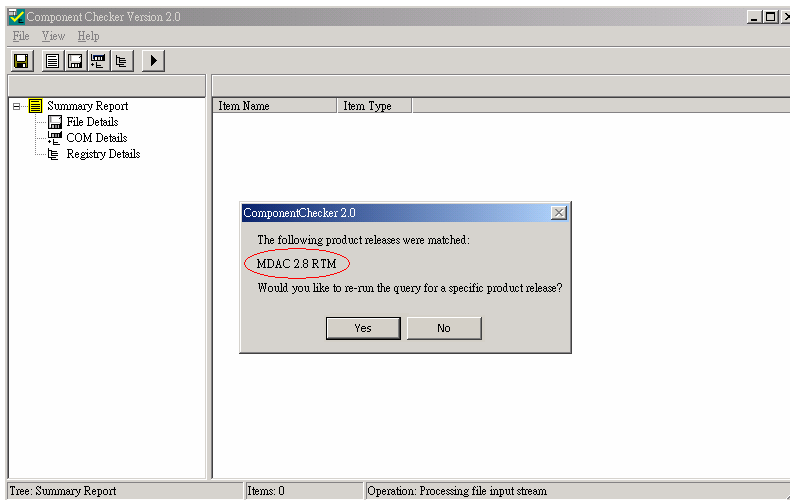 Component Checker Version 2.0
File View Help
Item Name Item Type
Summary Report
File Details
COM Details
Registry Details
ComponentChecker 2.0
The following product releases were matched:
MDAC 2.8 RTM
Would you like to re-run the query for a specific product release?
Yes No
Tree: Summary Report Items: 0 Operation: Processing file input stream